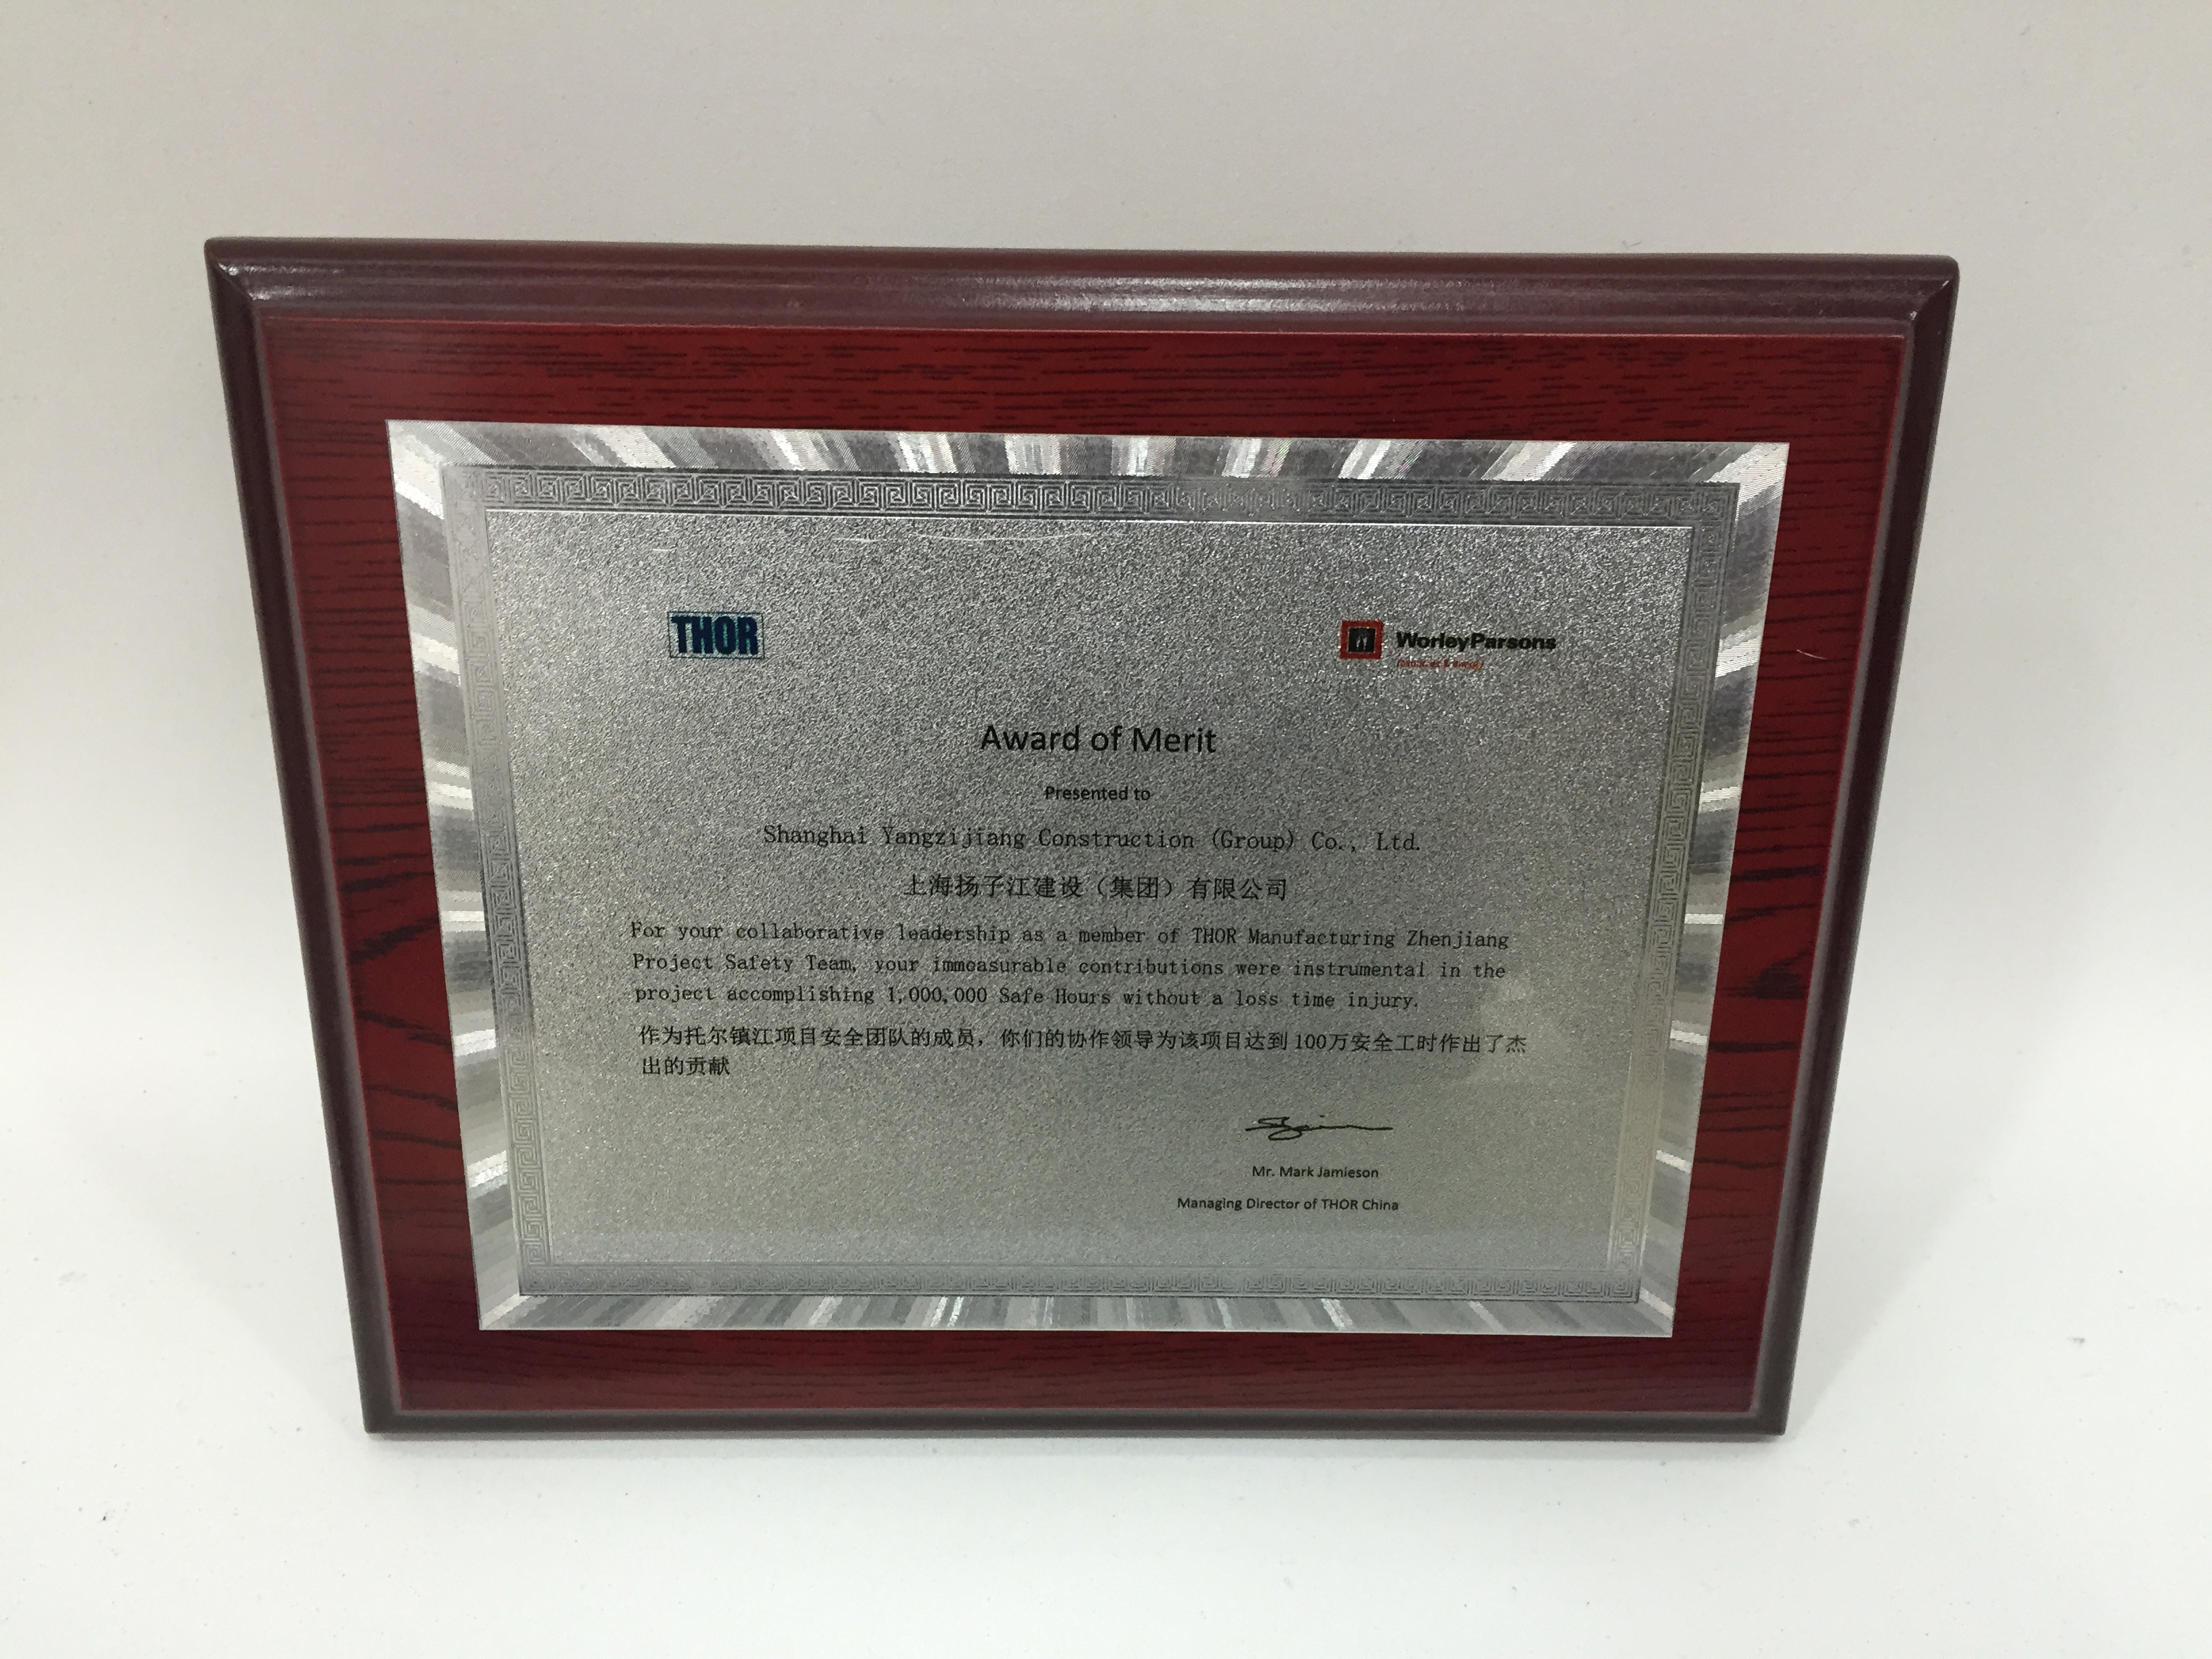 THOR
WorleyParsons
Award of Merit
Presented to
Shanghai Yangzijiang Construction (Group) Co., Ltd.
上海扬子江建设（集团）有限公司
For your collaborative leadership as a member of THOR Manufacturing Zhenjiang
Project Safety Team, your immeasurable contributions were instrumental in the
project accomplishing 1,000,000 Safe Hours without a loss time injury.
作为托尔镇江项目安全团队的成员，你们的协作领导为该项目达到100万安全工时作出了杰
出的贡献
Mr. Mark Jamieson
Managing Director of THOR China